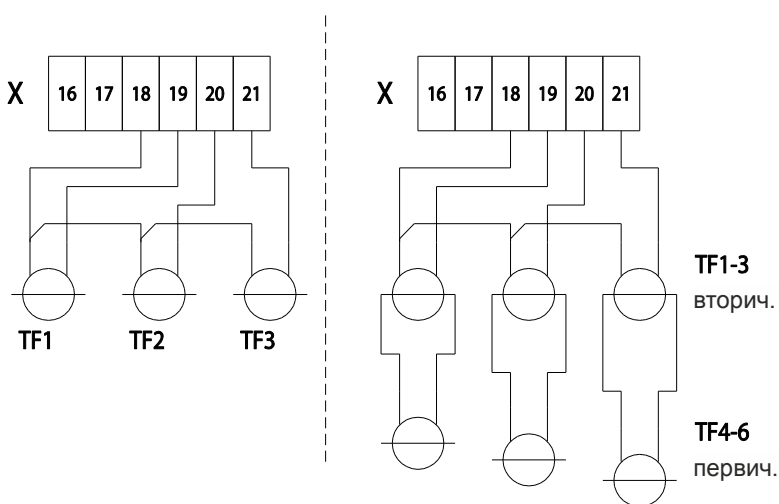 X 16 17 18 19 20 21
X 16 17 18 19 20 21
TF1 TF2 TF3
TF1-3
вторич.
TF4-6
первич.